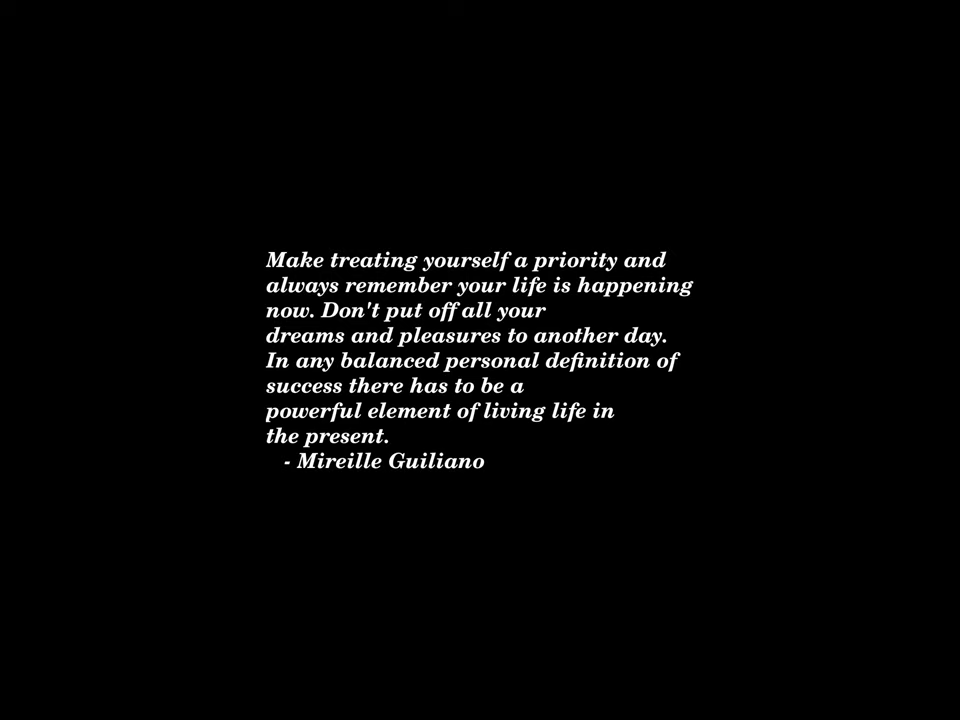 Make treating yourself a priority and
always remember your life is happening
now. Don't put off all your
dreams and pleasures to another day.
In any balanced personal definition of
success there has to be a
powerful element of living life in
the present.
- Mireille Guiliano